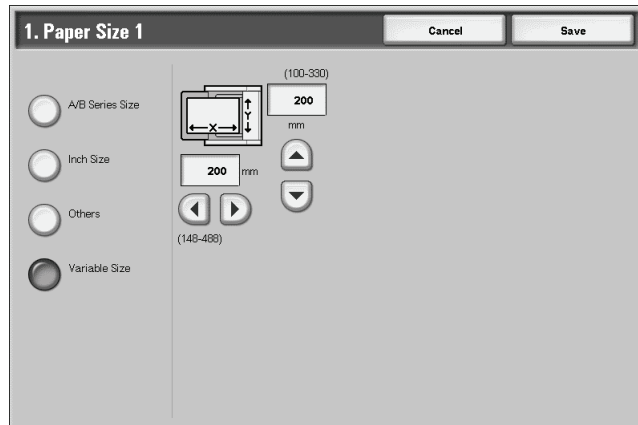 1. Paper Size 1
Cancel
Save
A/B Series Size
Inch Size
Others
Variable Size
(100-330)
200
mm
Y
X
200 mm
(148-488)